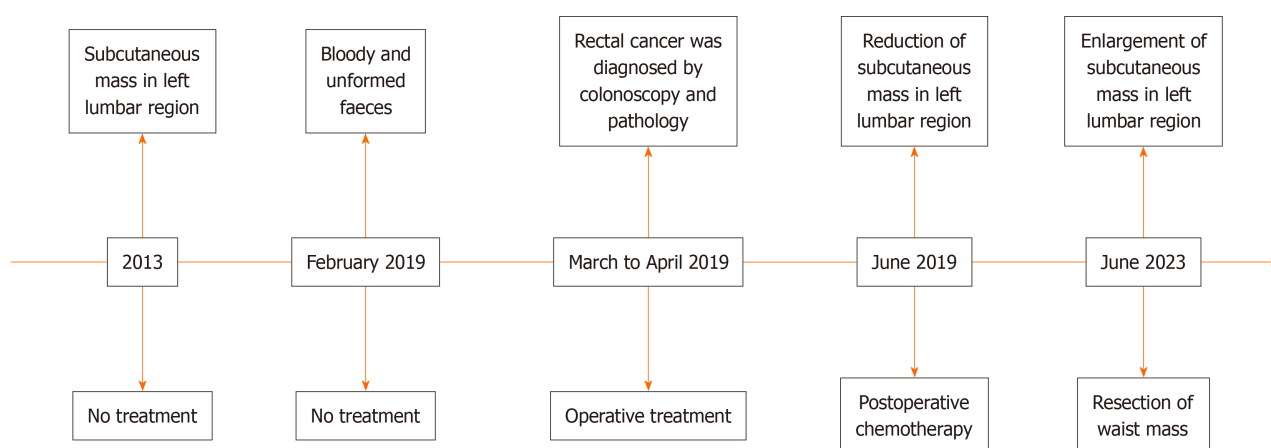 Subcutaneous
mass in left
lumbar region
Bloody and
unformed
faeces
Rectal cancer was
diagnosed by
colonoscopy and
pathology
Reduction of
subcutaneous
mass in left
lumbar region
Enlargement of
subcutaneous
mass in left
lumbar region
2013
February 2019
March to April 2019
June 2019
June 2023
No treatment
No treatment
Operative treatment
Postoperative
chemotherapy
Resection of
waist mass